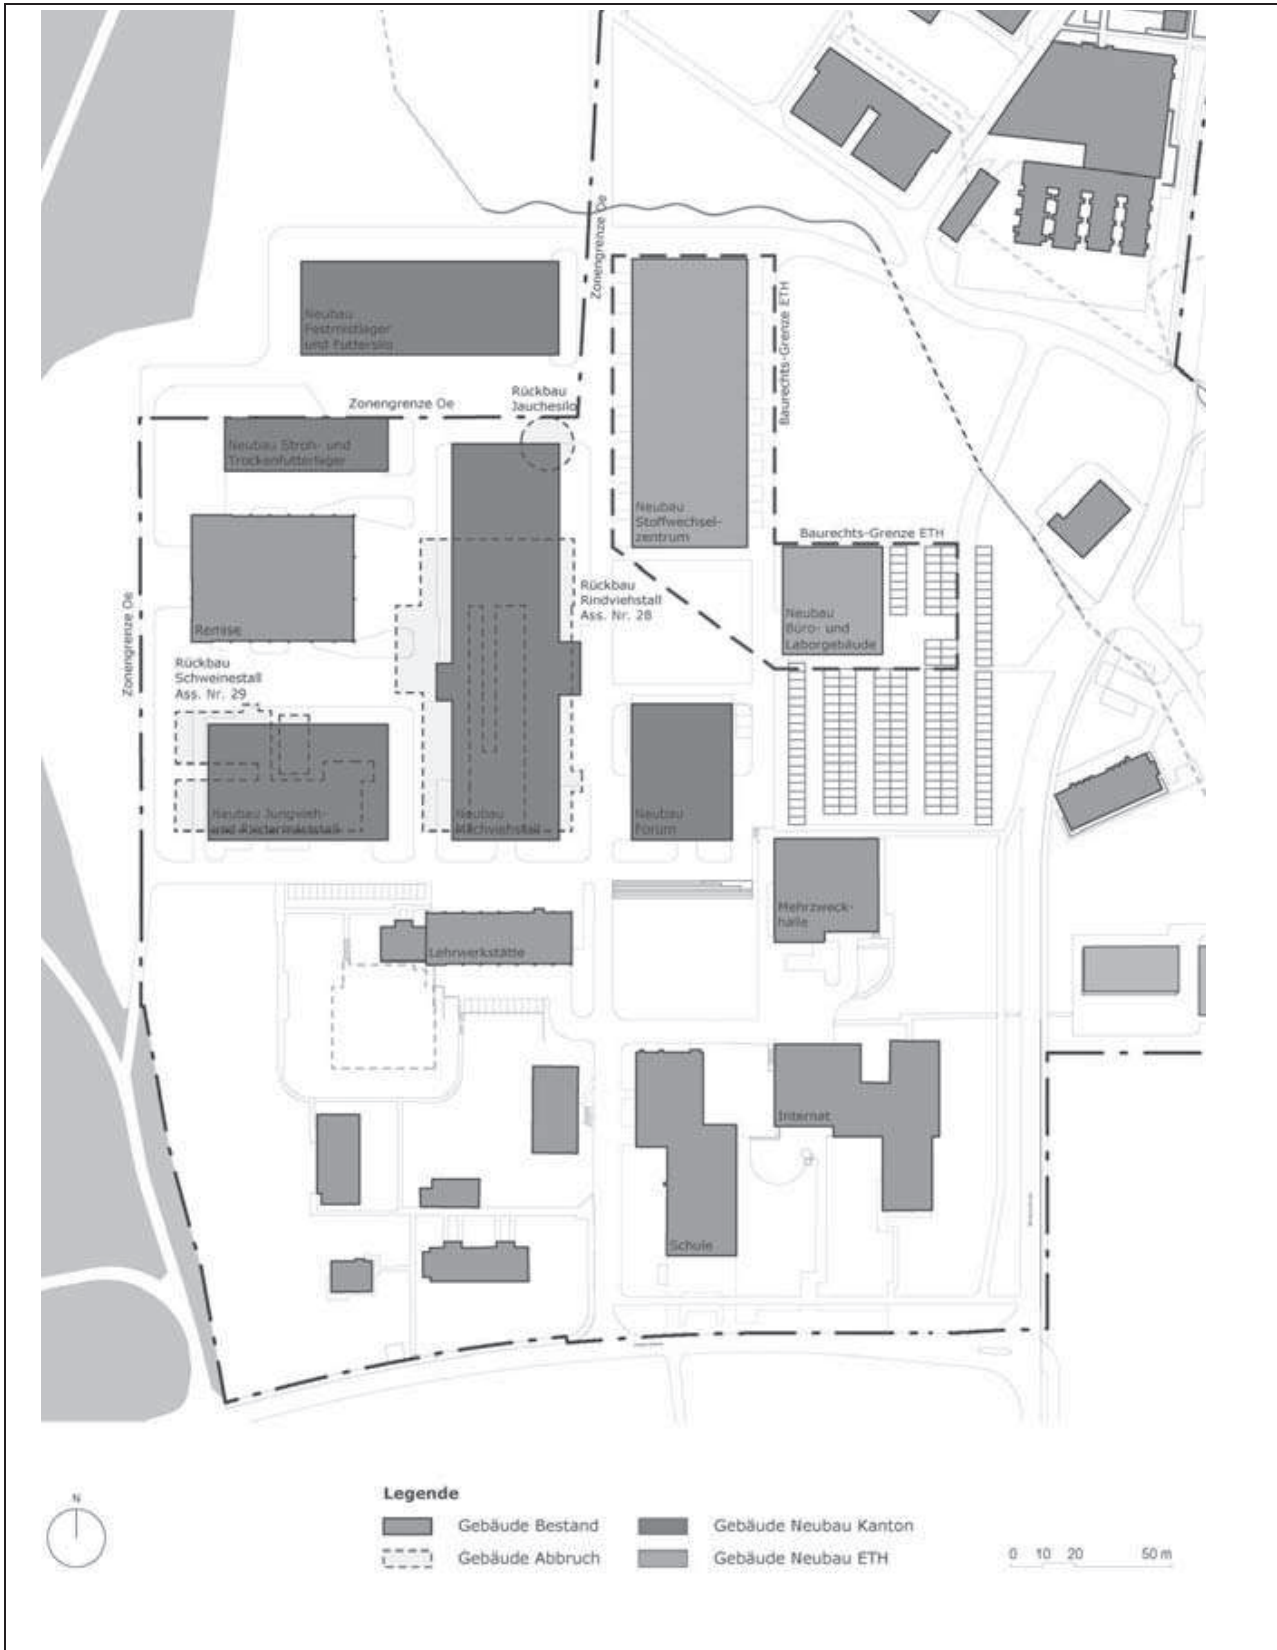 Zonengrenze Oe
Neubau
Festmistlager
und Futtersilo
Baurechts-Grenze ETH
Rückbau
Jauchesilo
Zonengrenze Oe
Neubau Stroh- und
Trockenfutterlager
Neubau
Stoffwechsel-
zentrum
Baurechts-Grenze ETH
Rückbau
Rindviehstall
Ass. Nr. 28
Neubau
Büro- und
Laborgebäude
Zonengrenze Oe
Remise
Rückbau
Schweinestall
Ass. Nr. 29
Neubau Jungvieh-
und Rindermaststall
Neubau
Milchviehstall
Neubau
Forum
Mehrzweck-
halle
Lehrwerkstätte
Internat
Schule
N
Legende
Gebäude Bestand
Gebäude Neubau Kanton
Gebäude Abbruch
Gebäude Neubau ETH
0 10 20 50 m